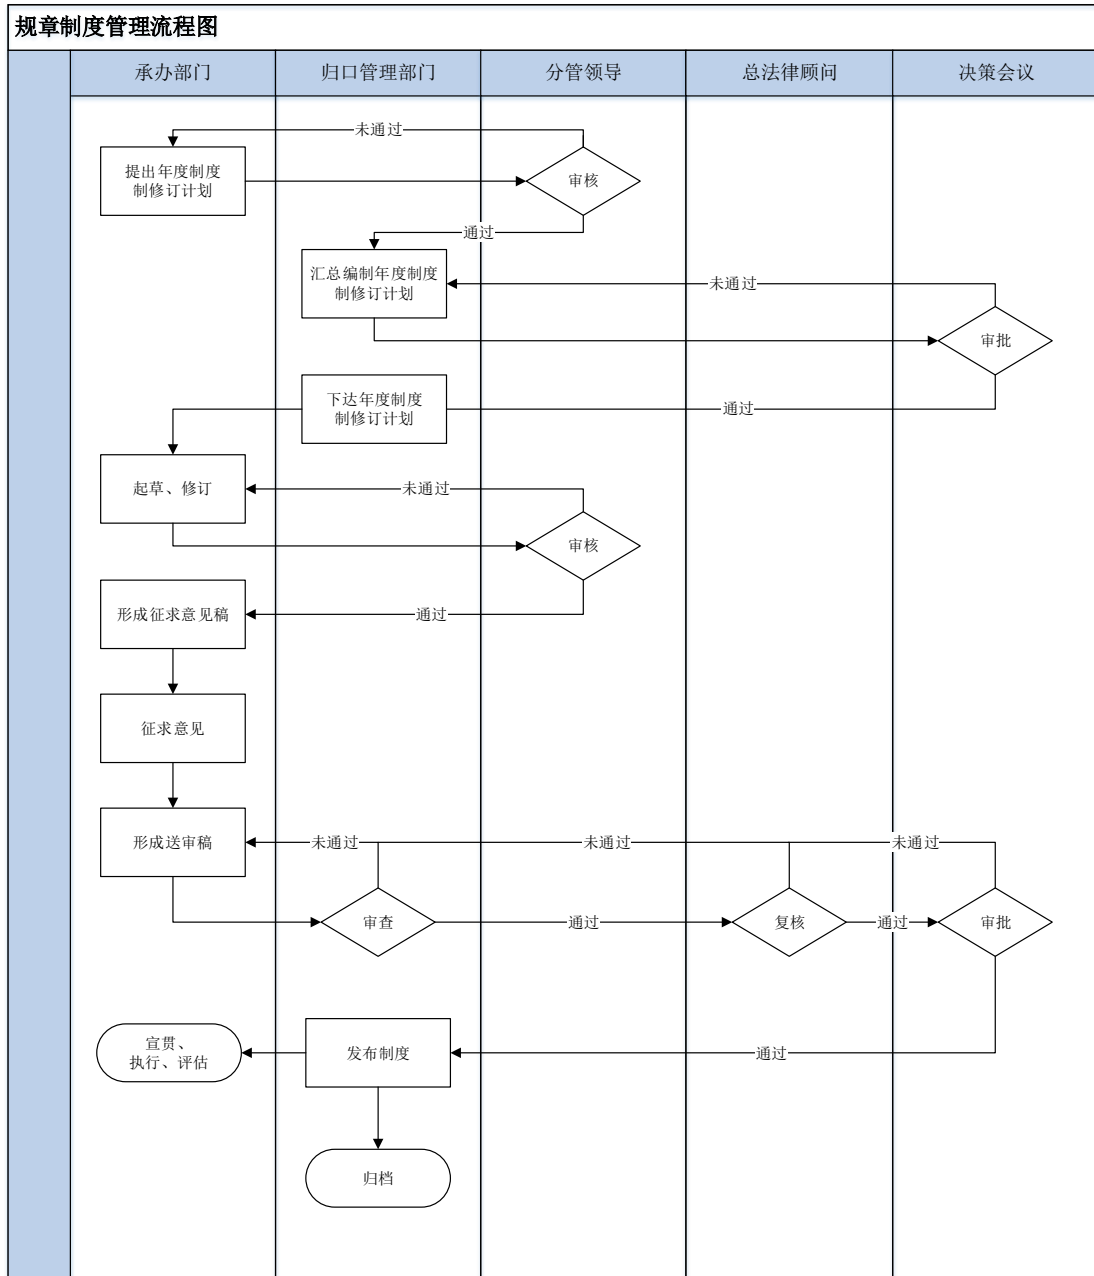 规章制度管理流程图
承办部门
归口管理部门
分管领导
总法律顾问
决策会议
未通过
提出年度制度
制修订计划
审核
通过
汇总编制年度制度
制修订计划
未通过
审批
下达年度制度
制修订计划
通过
起草、修订
未通过
审核
形成征求意见稿
通过
征求意见
形成送审稿
未通过
未通过
未通过
审查
通过
复核
通过
审批
宣贯、
执行、评估
发布制度
通过
归档